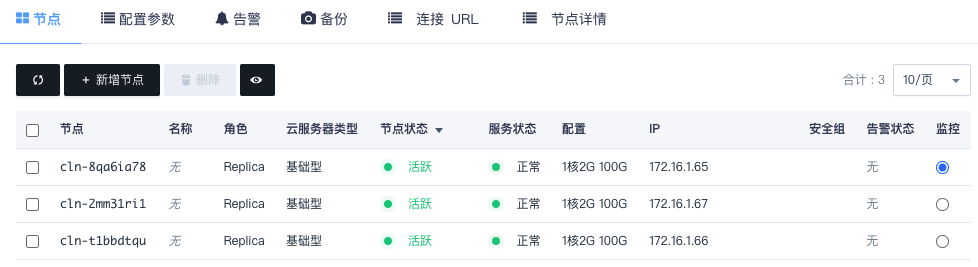 节点 配置参数 告警 备份 连接 URL 节点详情
+ 新增节点 删除 合计 : 3 10/页
节点 名称 角色 云服务器类型 节点状态 服务状态 配置 IP 安全组 告警状态 监控
cln-8qa6ia78 无 Replica 基础型 活跃 正常 1核2G 100G 172.16.1.65 无
cln-2mm31ri1 无 Replica 基础型 活跃 正常 1核2G 100G 172.16.1.67 无
cln-t1bbdtqu 无 Replica 基础型 活跃 正常 1核2G 100G 172.16.1.66 无